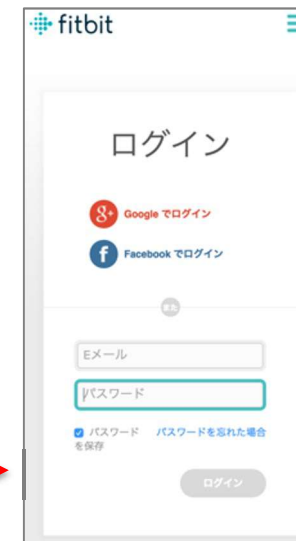 fitbit
ログイン
Google でログイン
Facebook でログイン
また
Eメール
パスワード
パスワード
を保存
パスワードを忘れた場合
ログイン